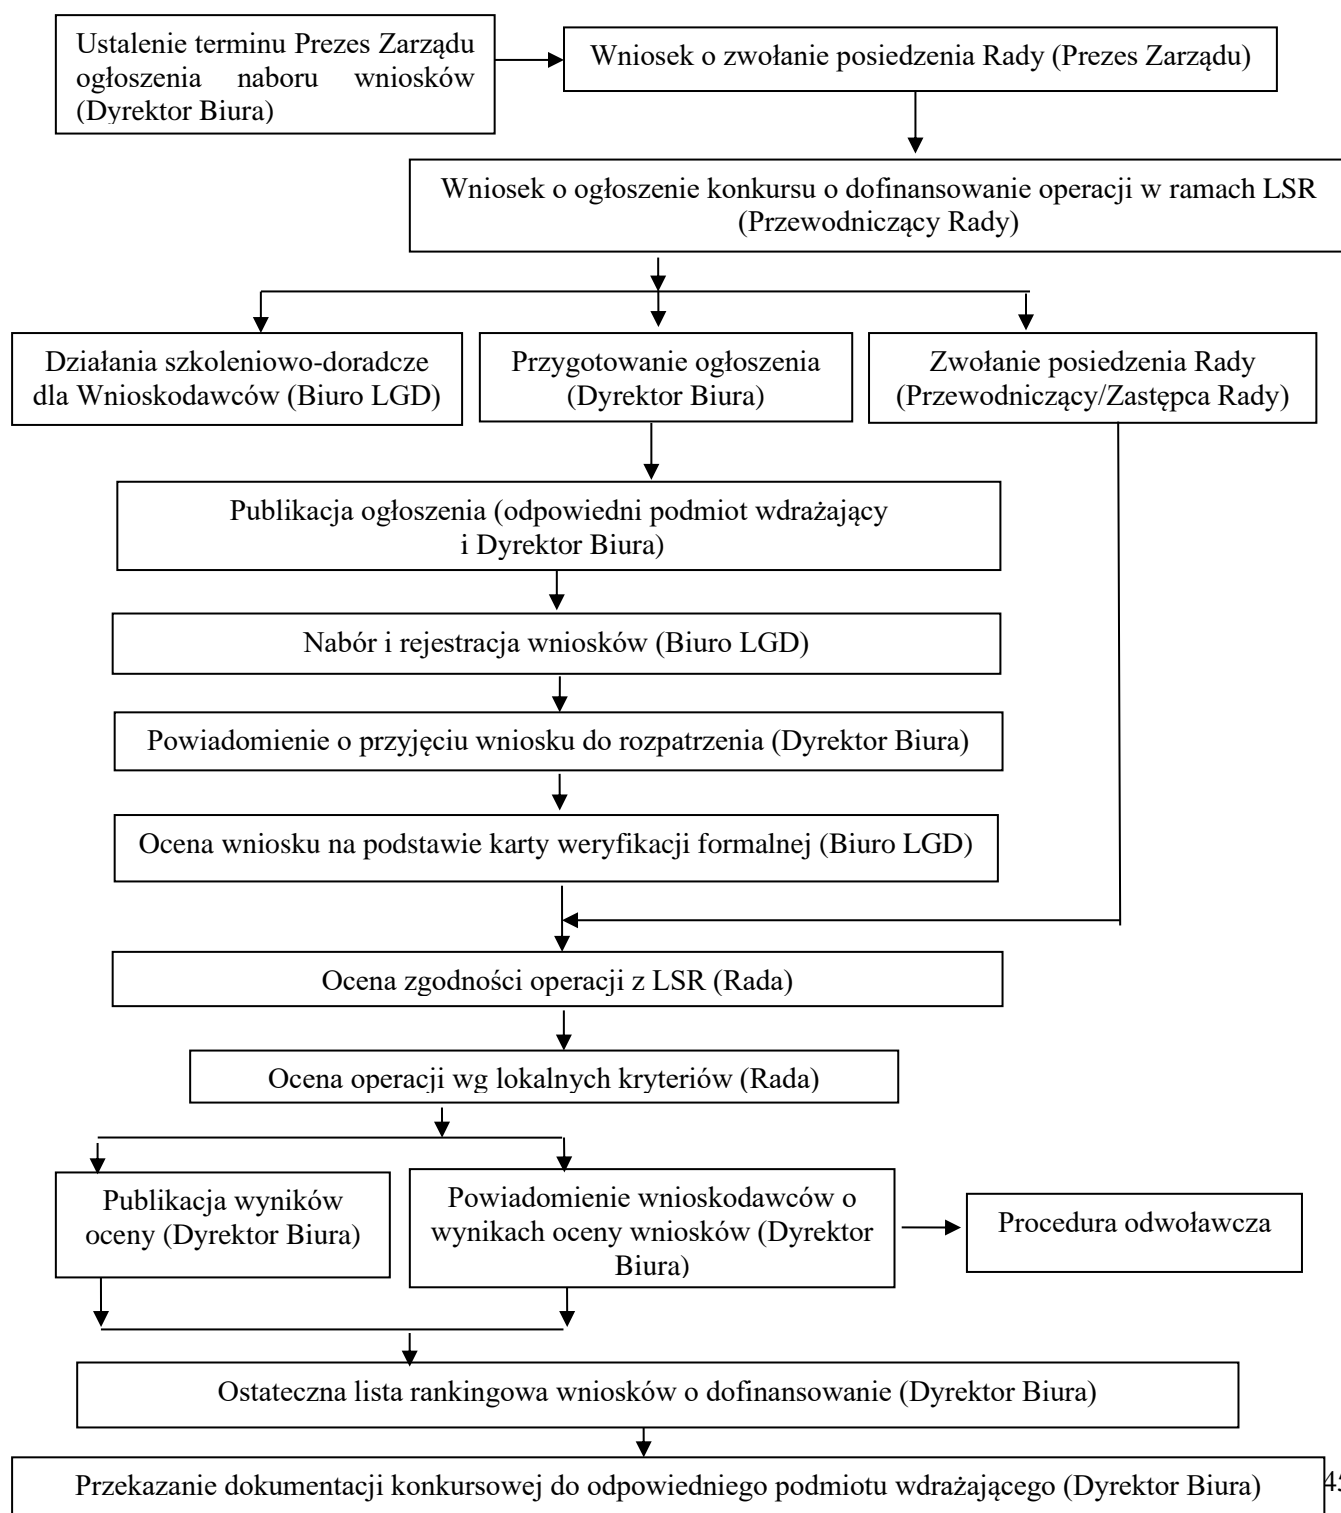 Ustalenie terminu Prezes Zarządu
ogłoszenia naboru wniosków
(Dyrektor Biura)
Wniosek o zwołanie posiedzenia Rady (Prezes Zarządu)
Wniosek o ogłoszenie konkursu o dofinansowanie operacji w ramach LSR
(Przewodniczący Rady)
Działania szkoleniowo-doradcze
dla Wnioskodawców (Biuro LGD)
Przygotowanie ogłoszenia
(Dyrektor Biura)
Zwołanie posiedzenia Rady
(Przewodniczący/Zastępca Rady)
Publikacja ogłoszenia (odpowiedni podmiot wdrażający
i Dyrektor Biura)
Nabór i rejestracja wniosków (Biuro LGD)
Powiadomienie o przyjęciu wniosku do rozpatrzenia (Dyrektor Biura)
Ocena wniosku na podstawie karty weryfikacji formalnej (Biuro LGD)
Ocena zgodności operacji z LSR (Rada)
Ocena operacji wg lokalnych kryteriów (Rada)
Publikacja wyników
oceny (Dyrektor Biura)
Powiadomienie wnioskodawców o
wynikach oceny wniosków (Dyrektor
Biura)
Procedura odwoławcza
Ostateczna lista rankingowa wniosków o dofinansowanie (Dyrektor Biura)
Przekazanie dokumentacji konkursowej do odpowiedniego podmiotu wdrażającego (Dyrektor Biura)